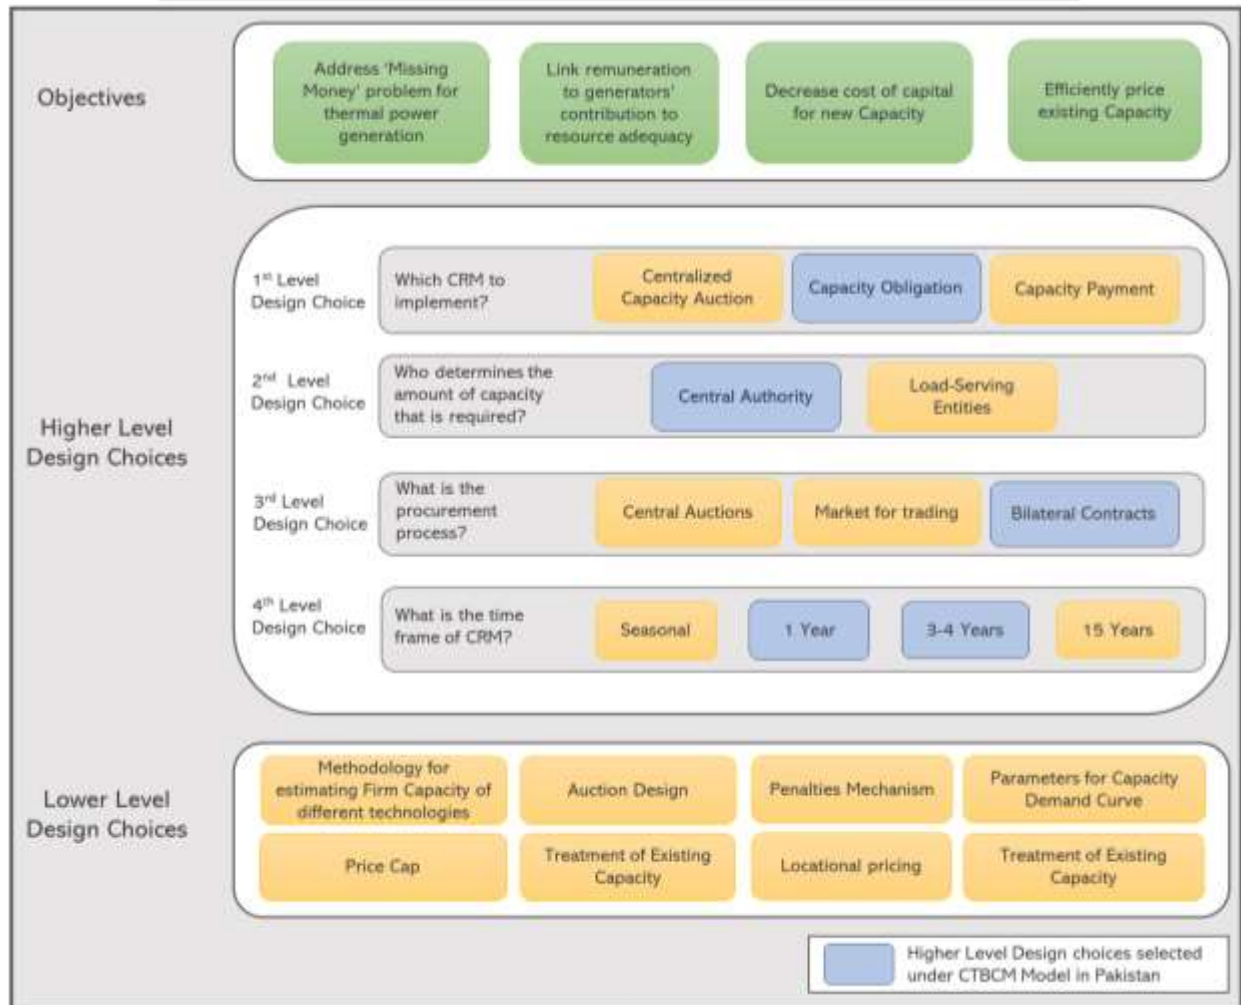 Objectives
Address ‘Missing
Money’ problem for
thermal power
generation
Link remuneration
to generators’
contribution to
resource adequacy
Decrease cost of capital
for new Capacity
Efficiently price
existing Capacity
Higher Level
Design Choices
1st Level
Design Choice
Which CRM to
implement?
Centralized
Capacity Auction
Capacity Obligation
Capacity Payment
2nd Level
Design Choice
Who determines the
amount of capacity
that is required?
Central Authority
Load-Serving
Entities
3rd Level
Design Choice
What is the
procurement
process?
Central Auctions
Market for trading
Bilateral Contracts
4th Level
Design Choice
What is the time
frame of CRM?
Seasonal
1 Year
3-4 Years
15 Years
Lower Level
Design Choices
Methodology for
estimating Firm Capacity of
different technologies
Auction Design
Penalties Mechanism
Parameters for Capacity
Demand Curve
Price Cap
Treatment of Existing
Capacity
Locational pricing
Treatment of Existing
Capacity
Higher Level Design choices selected
under CTBCM Model in Pakistan